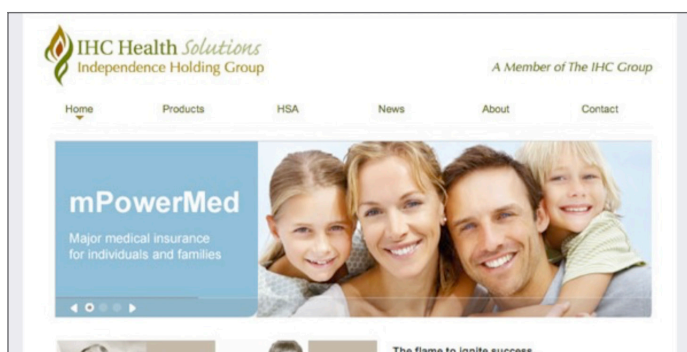 IHC Health Solutions
Independence Holding Group
A Member of The IHC Group
Home Products HSA News About Contact
mPowerMed
Major medical insurance
for individuals and families
The flame to ignite success